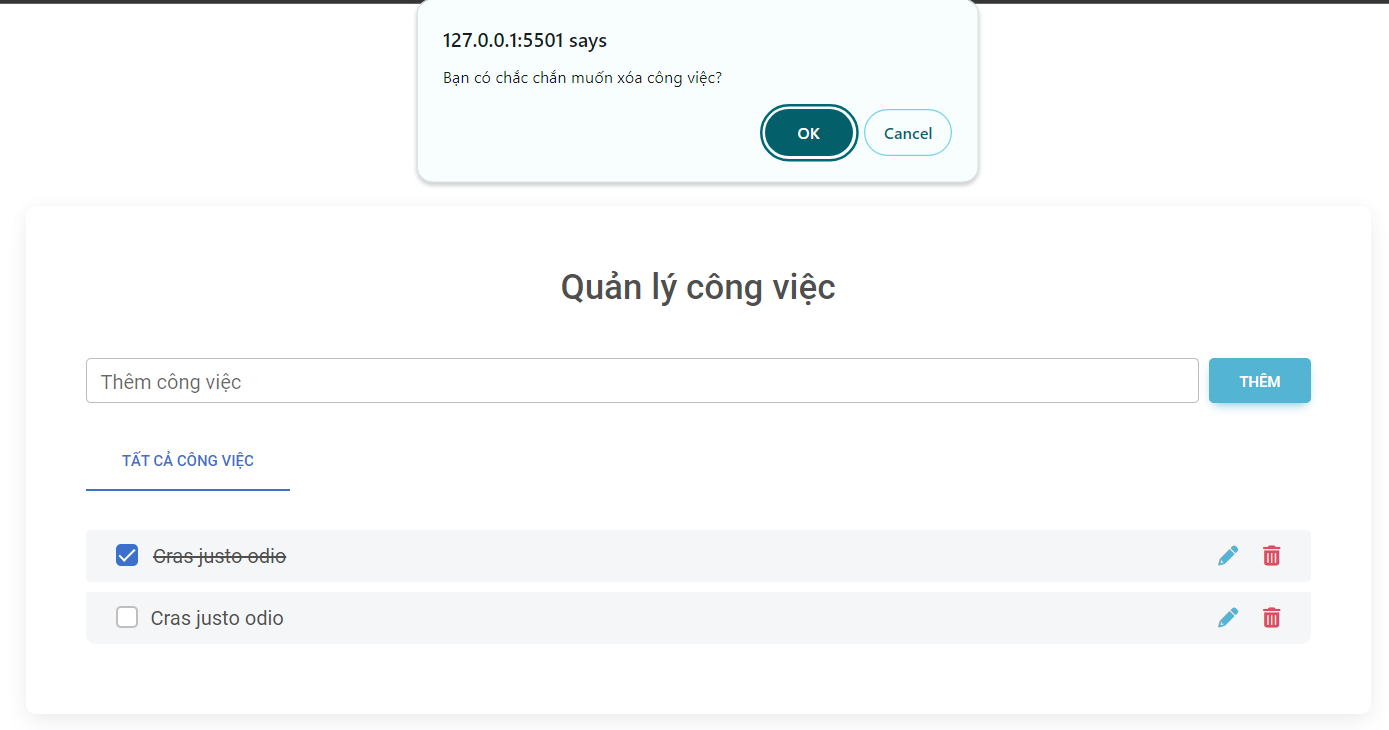 127.0.0.1:5501 says
Bạn có chắc chắn muốn xóa công việc?
OK Cancel
Quản lý công việc
Thêm công việc THÊM
TẤT CẢ CÔNG VIỆC
Cras justo odio
Cras justo odio